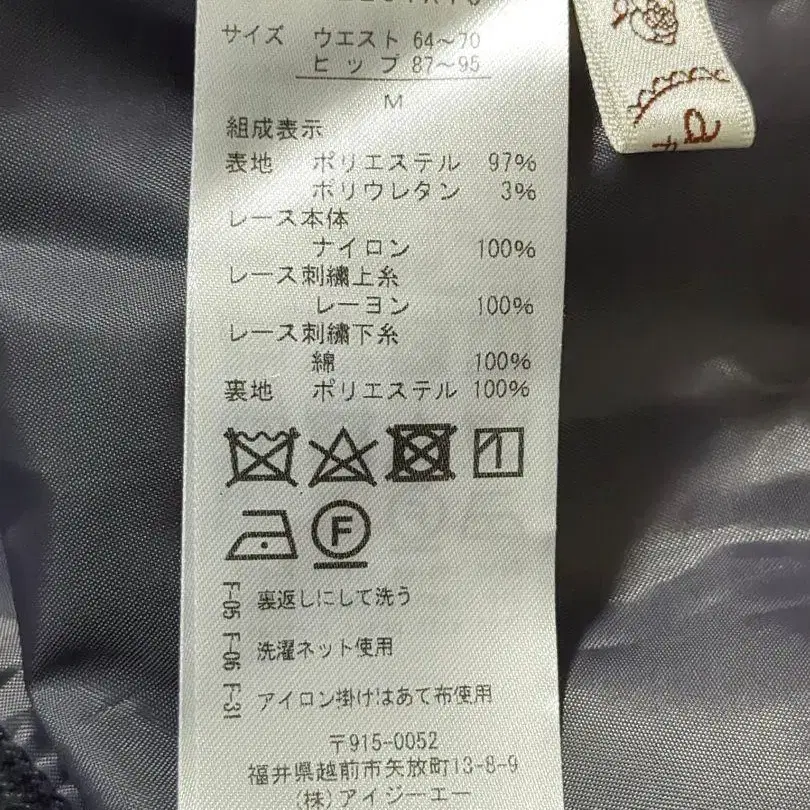 サイズ ウエスト 64～70
ヒップ 87～95
M
組成表示
表地 ポリエステル 97%
ポリウレタン 3%
レース本体
ナイロン 100%
レース刺繍上糸
レーヨン 100%
レース刺繍下糸
綿 100%
裏地 ポリエステル 100%
F
F-05 裏返しにして洗う
F-06 洗濯ネット使用
F-31 アイロン掛けはあて布使用
〒915-0052
福井県越前市矢放町13-8-9
(株)アイジーエー
a